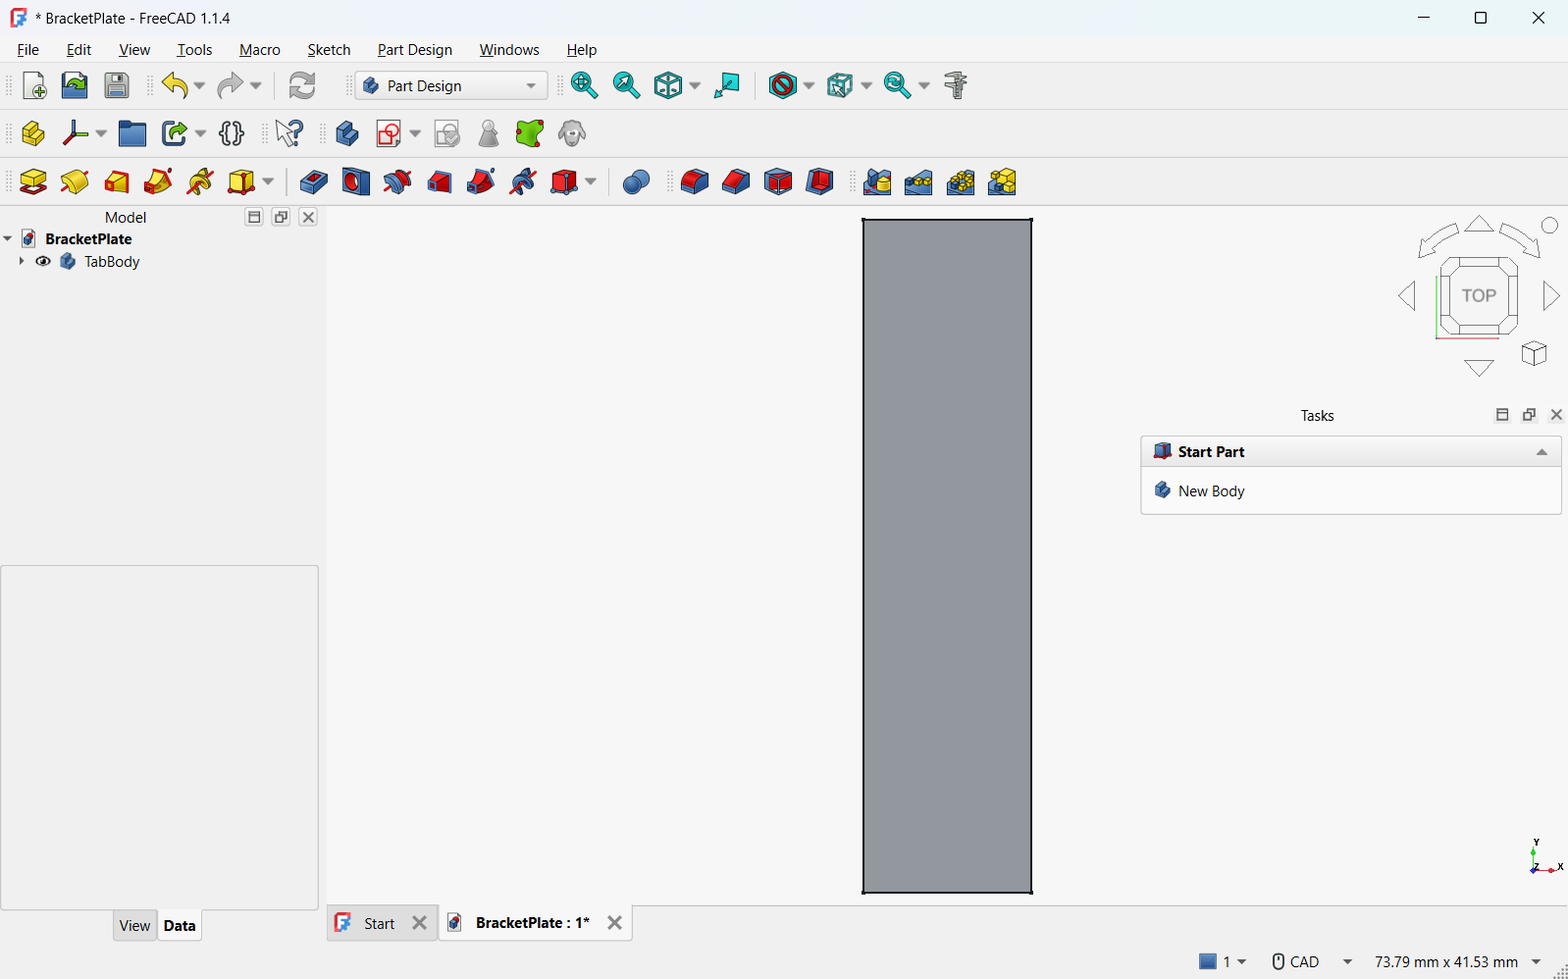 * BracketPlate - FreeCAD 1.1.4
File Edit View Tools Macro Sketch Part Design Windows Help
Part Design
Model
BracketPlate
TabBody
TOP
Tasks
Start Part
New Body
Y
Z X
View Data
Start BracketPlate : 1*
1 CAD 73.79 mm x 41.53 mm